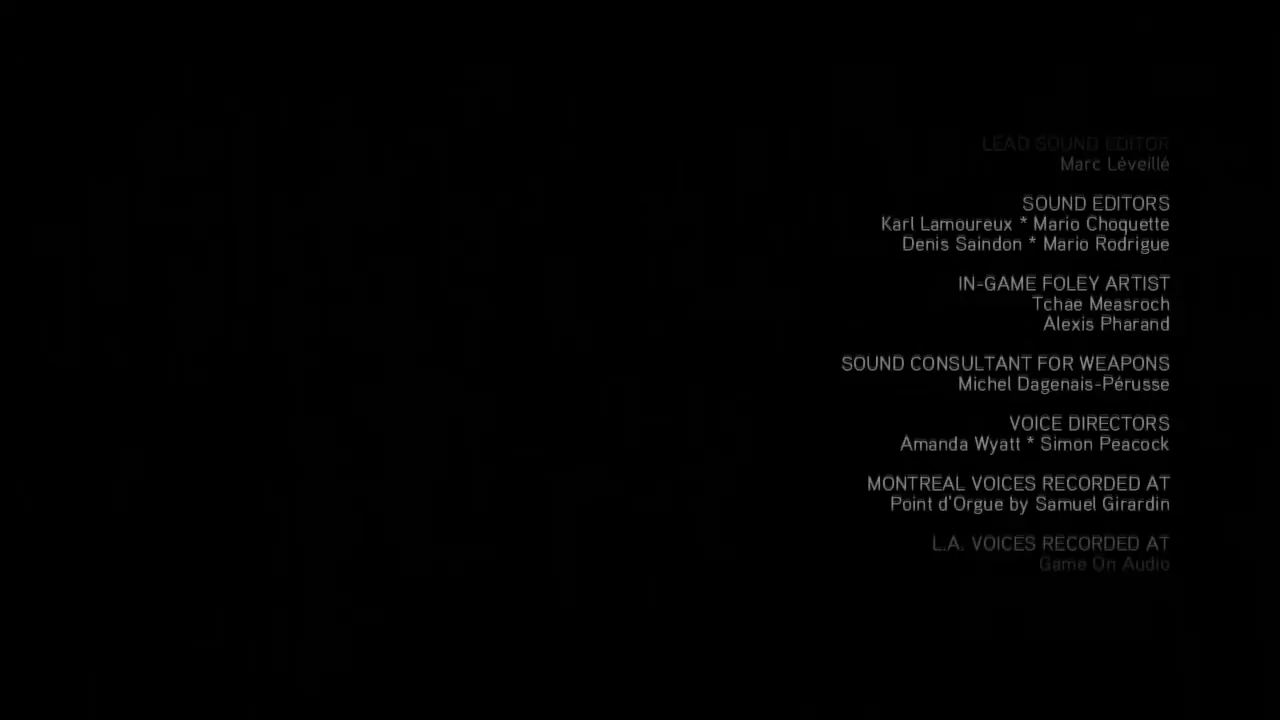 LEAD SOUND EDITOR
Marc Léveillé
SOUND EDITORS
Karl Lamoureux * Mario Choquette
Denis Saindon * Mario Rodrigue
IN-GAME FOLEY ARTIST
Tchae Measroch
Alexis Pharand
SOUND CONSULTANT FOR WEAPONS
Michel Dagenais-Pérusse
VOICE DIRECTORS
Amanda Wyatt * Simon Peacock
MONTREAL VOICES RECORDED AT
Point d'Orgue by Samuel Girardin
L.A. VOICES RECORDED AT
Game On Audio